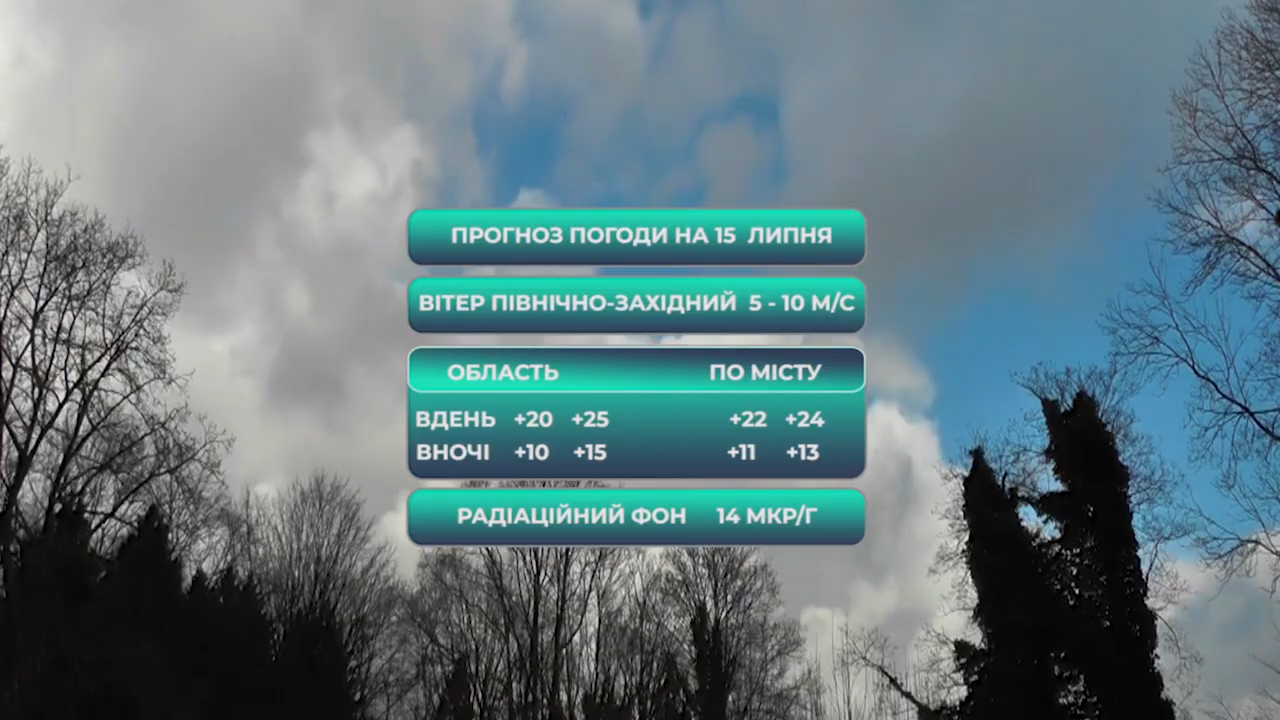 ПРОГНОЗ ПОГОДИ НА 15 ЛИПНЯ
ВІТЕР ПІВНІЧНО-ЗАХІДНИЙ 5 - 10 М/С
ОБЛАСТЬ ПО МІСТУ
ВДЕНЬ +20 +25 +22 +24
ВНОЧІ +10 +15 +11 +13
РАДІАЦІЙНИЙ ФОН 14 МКР/Г